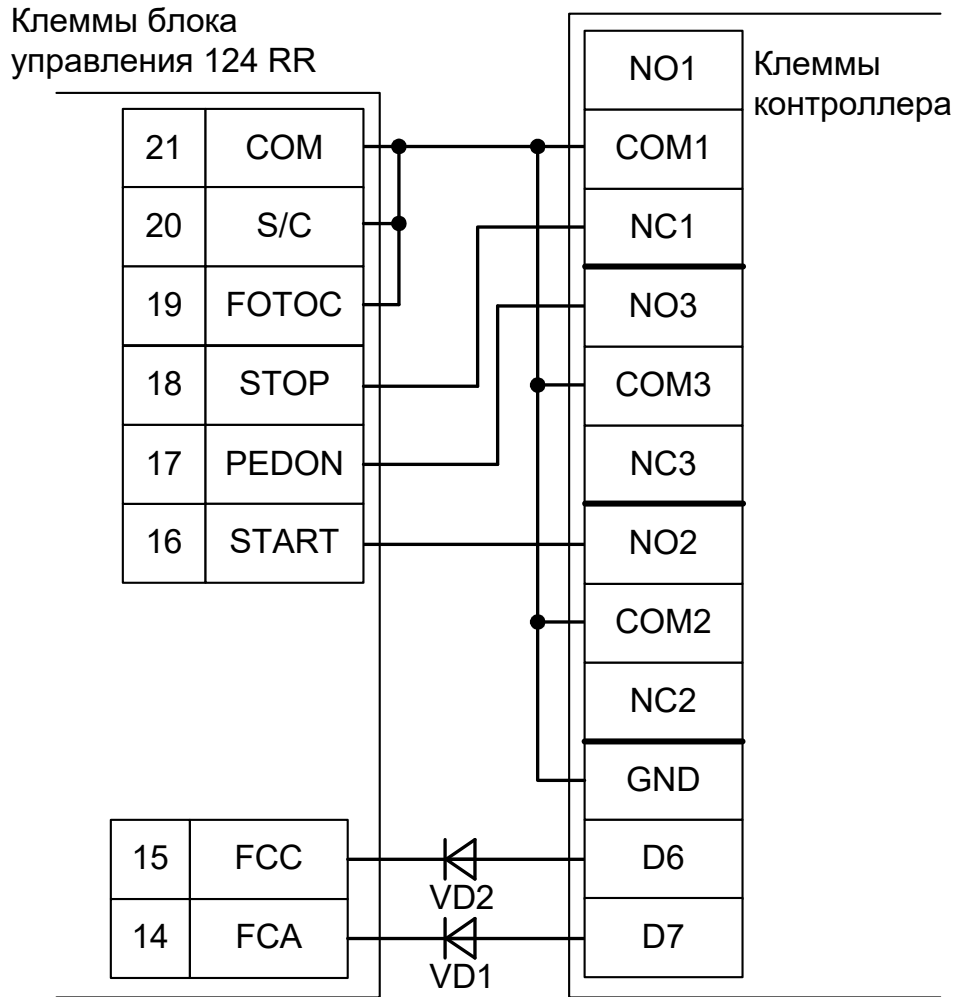 Клеммы блока
управления 124 RR
Клеммы
контроллера
21 COM
20 S/C
19 FOTOC
18 STOP
17 PEDON
16 START
15 FCC
14 FCA
VD2
VD1
NO1
COM1
NC1
NO3
COM3
NC3
NO2
COM2
NC2
GND
D6
D7